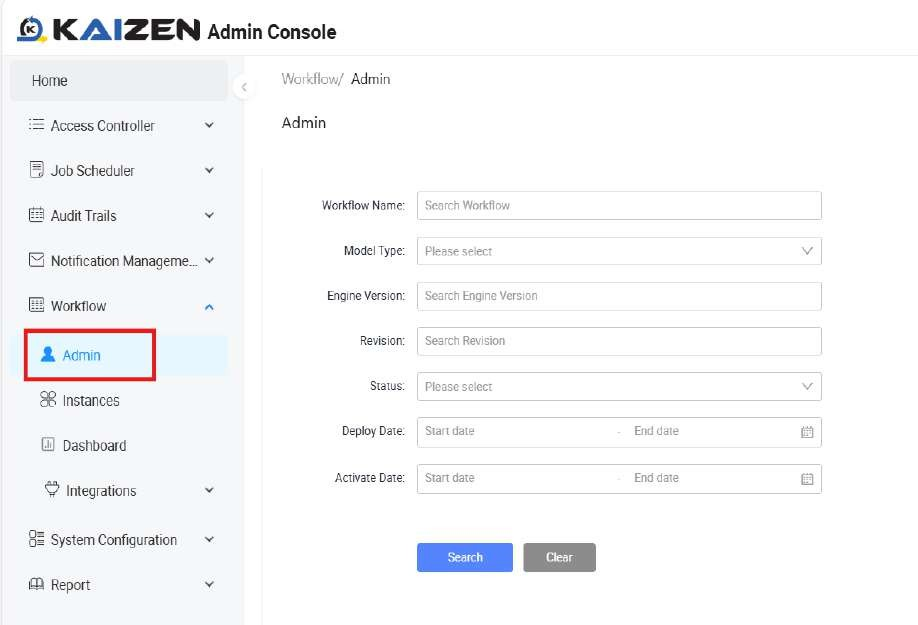 KAIZEN Admin Console
Home
Access Controller
Job Scheduler
Audit Trails
Notification Manageme...
Workflow
Admin
Instances
Dashboard
Integrations
System Configuration
Report
Workflow/ Admin
Admin
Workflow Name: Search Workflow
Model Type: Please select
Engine Version: Search Engine Version
Revision: Search Revision
Status: Please select
Deploy Date: Start date - End date
Activate Date: Start date - End date
Search Clear